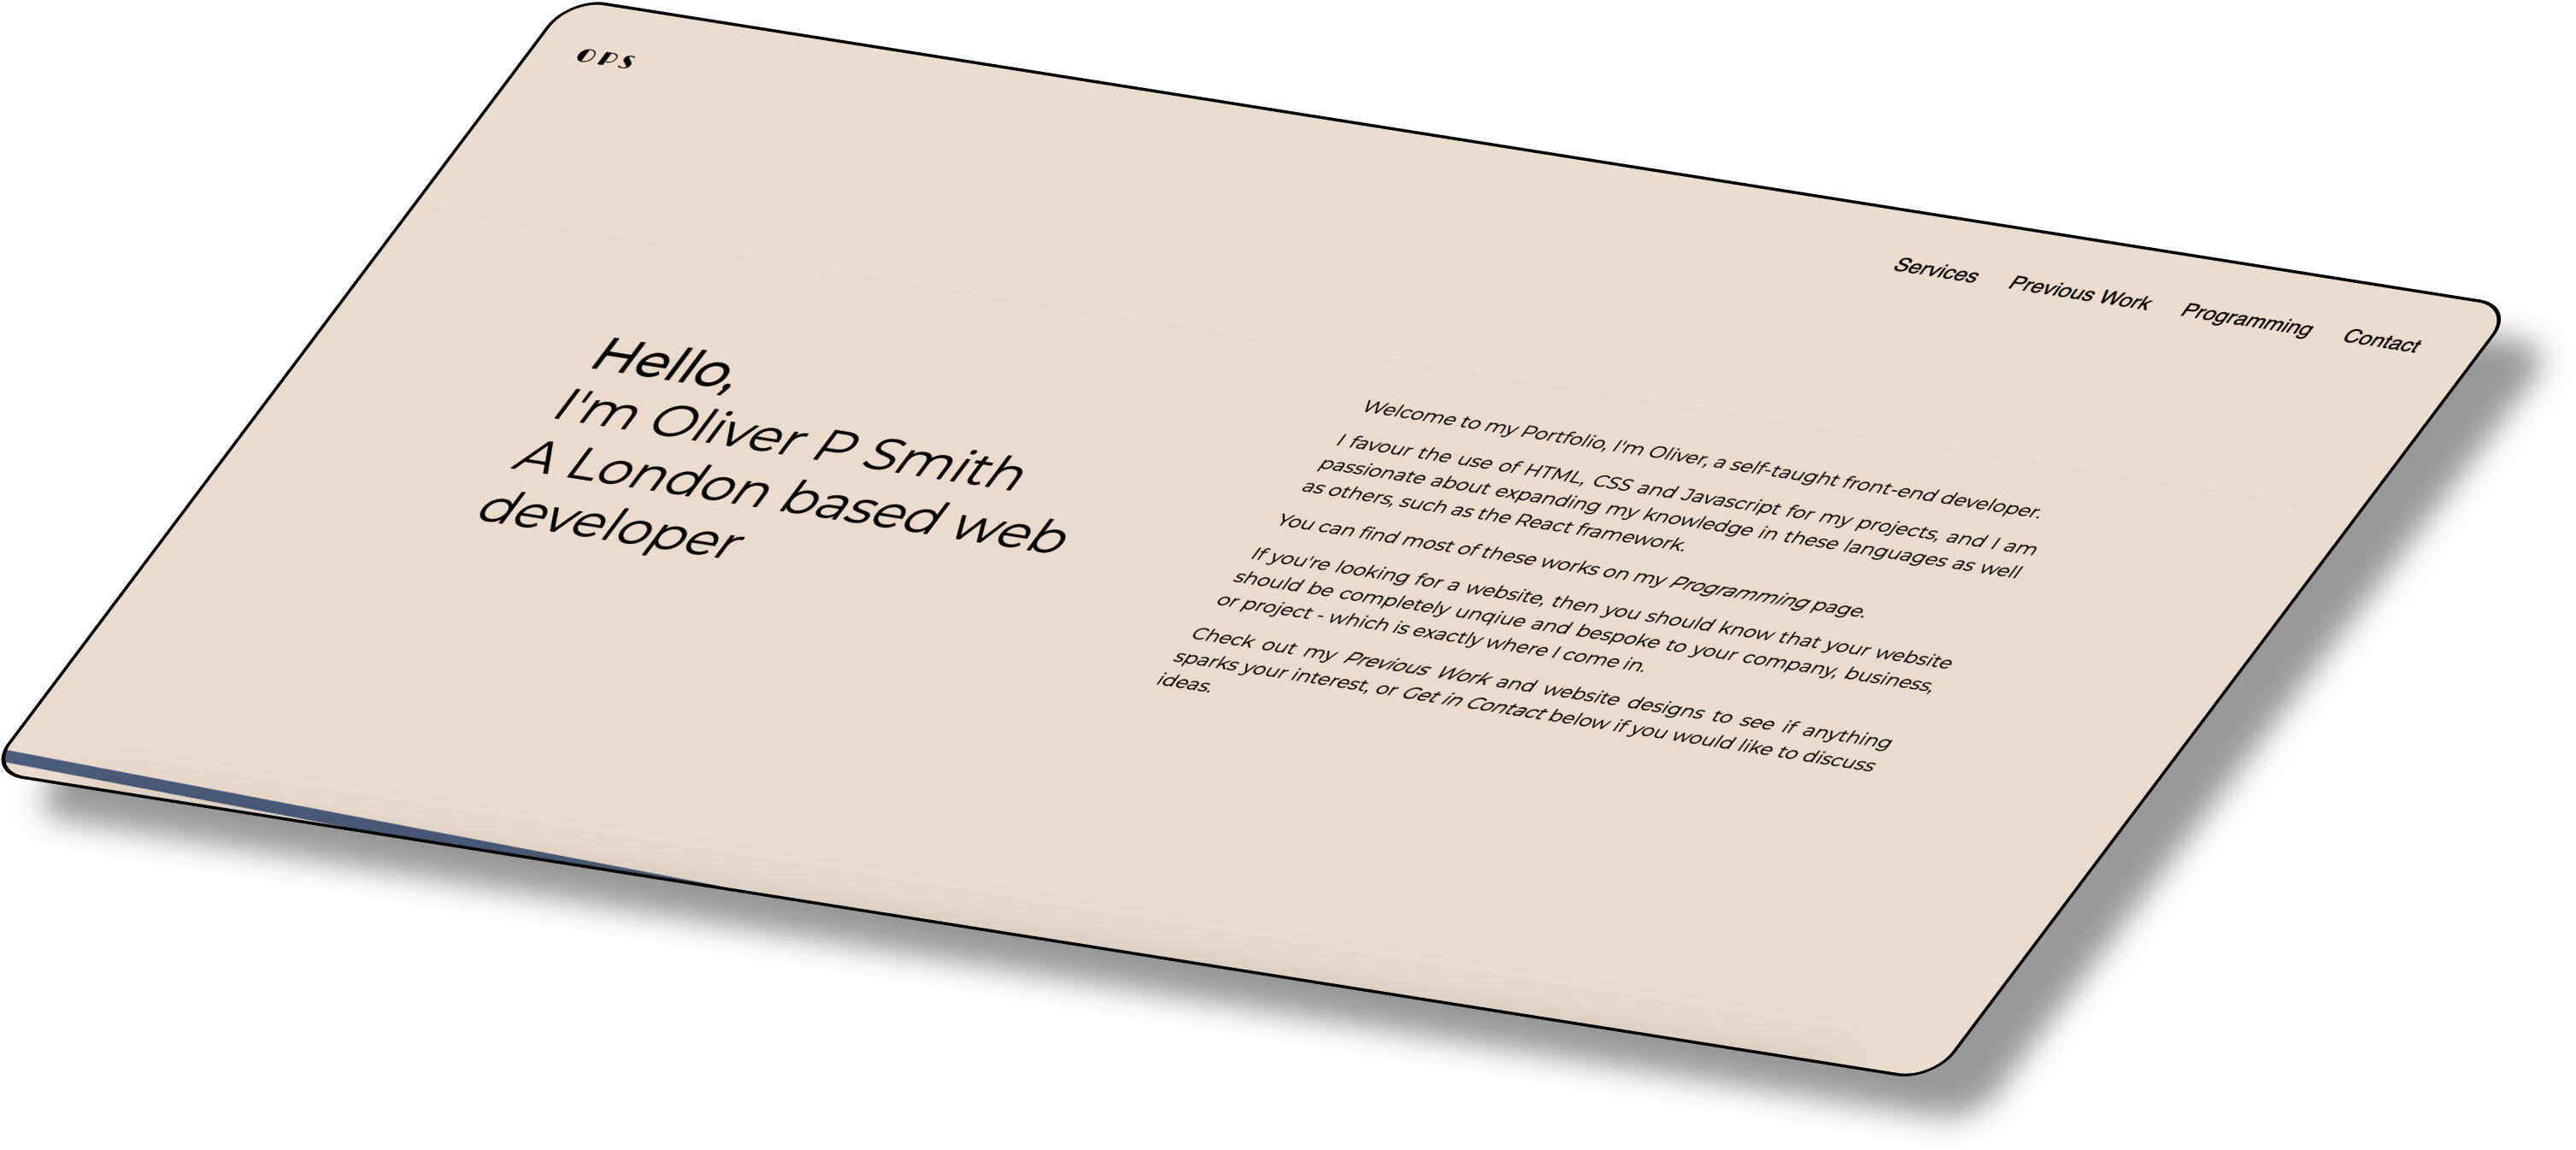 OPS
Services Previous Work Programming Contact
Hello,
I'm Oliver P Smith
A London based web
developer
Welcome to my Portfolio, I'm Oliver, a self-taught front-end developer.
I favour the use of HTML, CSS and Javascript for my projects, and I am
passionate about expanding my knowledge in these languages as well
as others, such as the React framework.
You can find most of these works on my Programming page.
If you're looking for a website, then you should know that your website
should be completely unqiue and bespoke to your company, business,
or project - which is exactly where I come in.
Check out my Previous Work and website designs to see if anything
sparks your interest, or Get in Contact below if you would like to discuss
ideas.